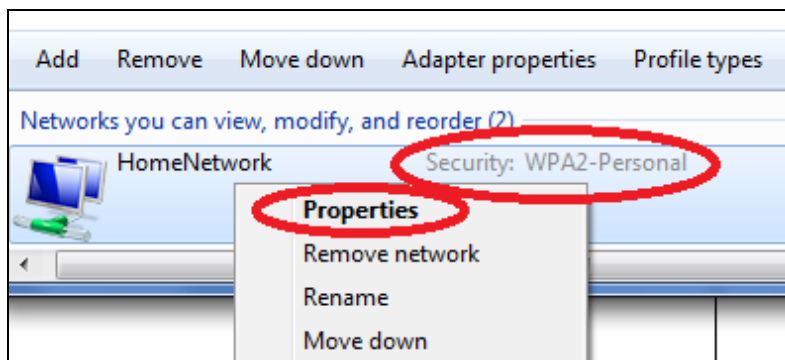 Add Remove Move down Adapter properties Profile types
Networks you can view, modify, and reorder (2)
HomeNetwork Security: WPA2-Personal
Properties
Remove network
Rename
Move down